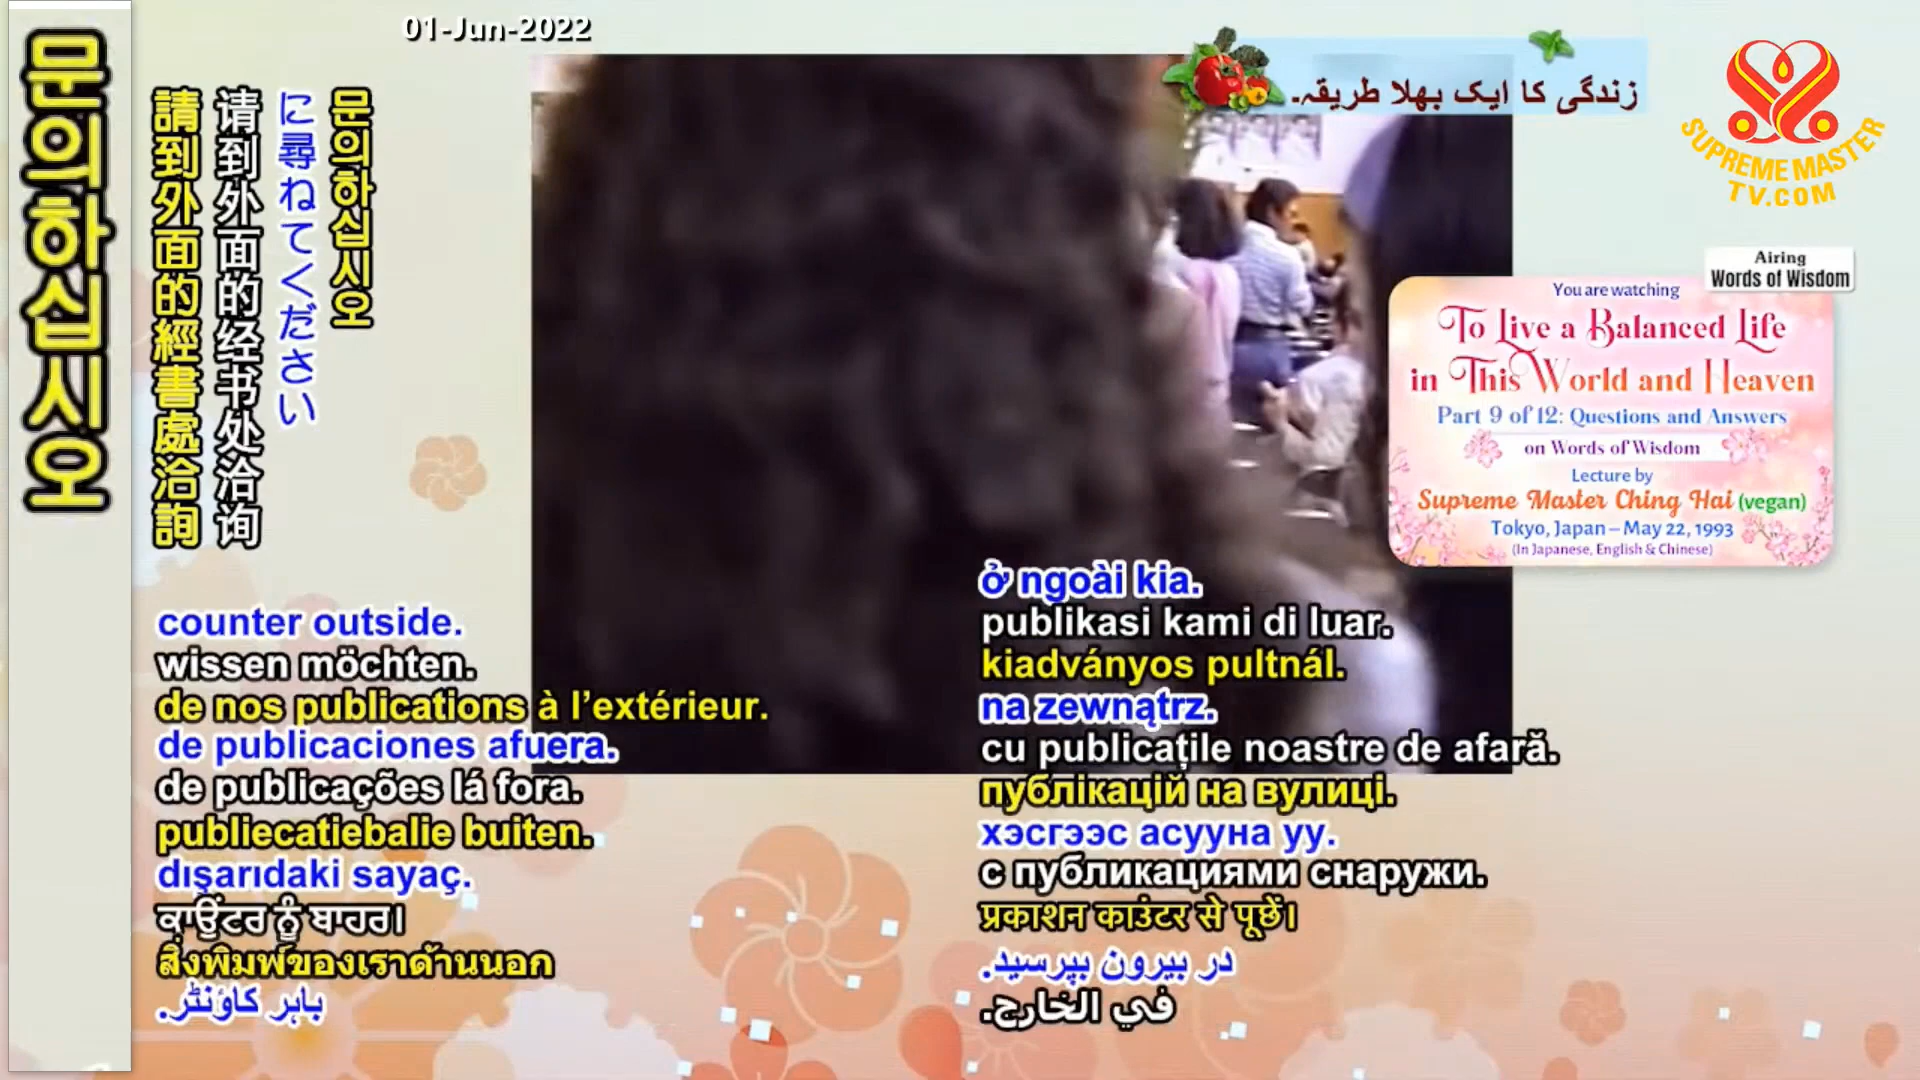 문의하십시오
01-Jun-2022
請到外面的經書處洽詢
请到外面的经书处洽询
に尋ねてください
문의하십시오
زندگی کا ایک بھلا طریقہ۔
SUPREME MASTER
TV.COM
Airing
Words of Wisdom
You are watching
To Live a Balanced Life
in This World and Heaven
Part 9 of 12: Questions and Answers
on Words of Wisdom
Lecture by
Supreme Master Ching Hai (vegan)
Tokyo, Japan – May 22, 1993
(In Japanese, English & Chinese)
counter outside.
wissen möchten.
de nos publications à l’extérieur.
de publicaciones afuera.
de publicações lá fora.
publiecatiebalie buiten.
dışarıdaki sayaç.
ਕਾਉਂਟਰ ਨੂੰ ਬਾਹਰ।
สิ่งพิมพ์ของเราด้านนอก
باہر کاؤنٹر.
ở ngoài kia.
publikasi kami di luar.
kiadványos pultnál.
na zewnątrz.
cu publicațiile noastre de afară.
публікацій на вулиці.
хэсгээс асууна уу.
с публикациями снаружи.
प्रकाशन काउंटर से पूछें।
در بیرون بپرسید.
في الخارج.